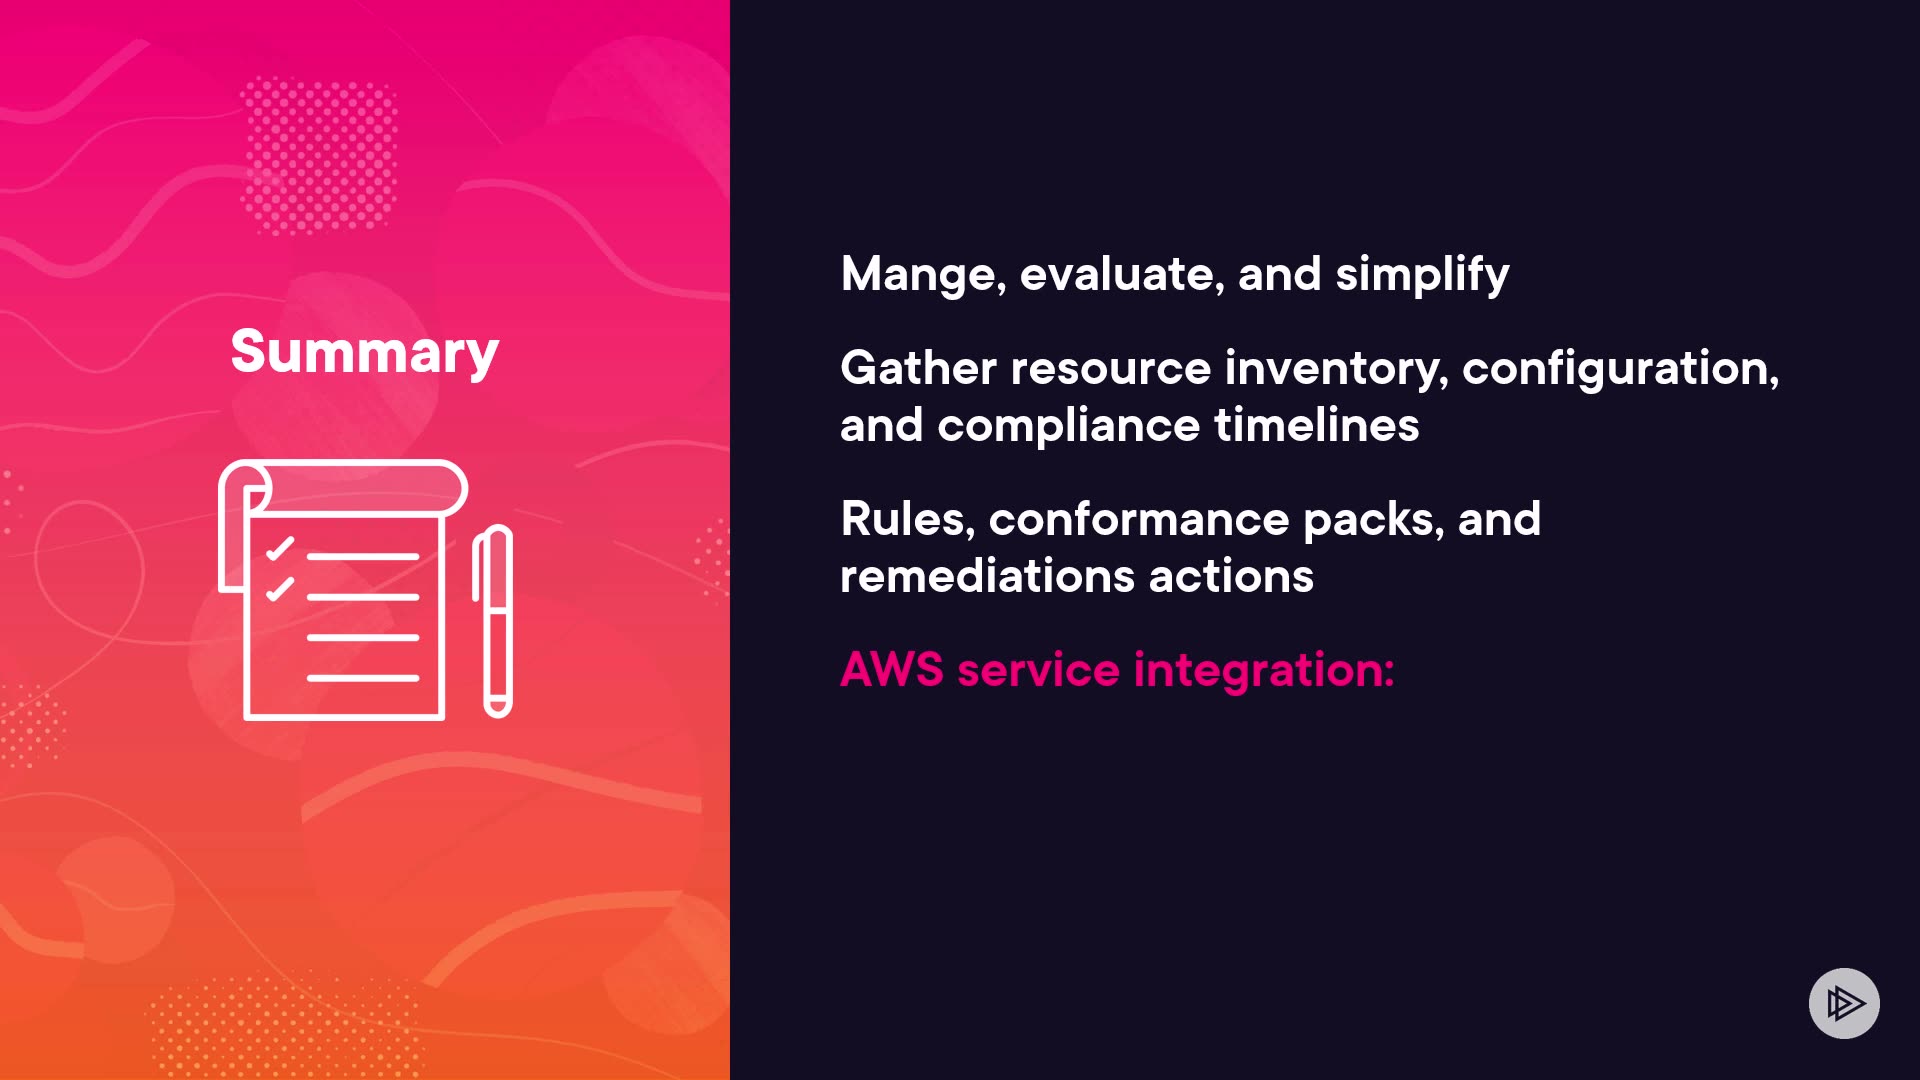 Summary
Mange, evaluate, and simplify
Gather resource inventory, configuration,
and compliance timelines
Rules, conformance packs, and
remediations actions
AWS service integration: